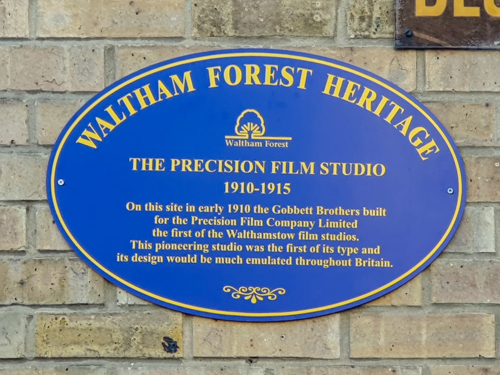 WALTHAM FOREST HERITAGE
Waltham Forest
THE PRECISION FILM STUDIO
1910-1915
On this site in early 1910 the Gobbett Brothers built
for the Precision Film Company Limited
the first of the Walthamstow film studios.
This pioneering studio was the first of its type and
its design would be much emulated throughout Britain.